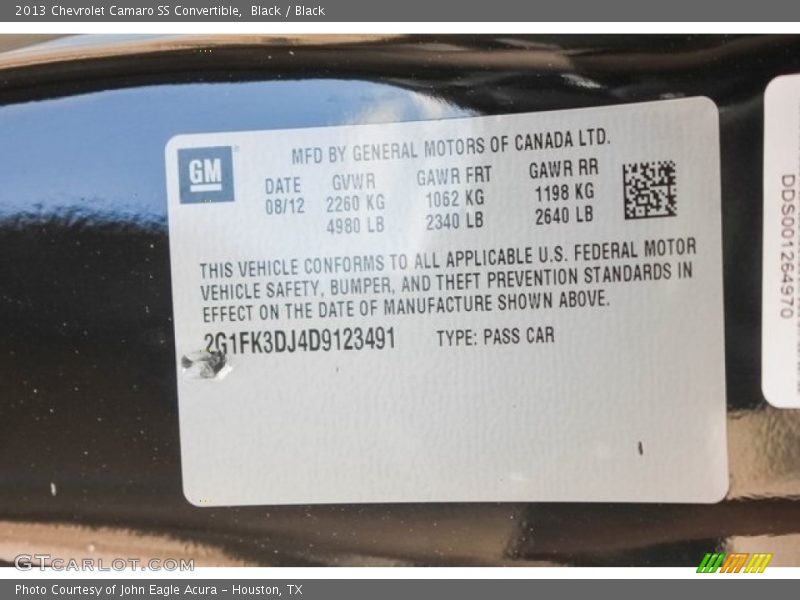 2013 Chevrolet Camaro SS Convertible, Black / Black
GM
MFD BY GENERAL MOTORS OF CANADA LTD.
DATE GVWR GAWR FRT GAWR RR
08/12 2260 KG 1062 KG 1198 KG
4980 LB 2340 LB 2640 LB
THIS VEHICLE CONFORMS TO ALL APPLICABLE U.S. FEDERAL MOTOR
VEHICLE SAFETY, BUMPER, AND THEFT PREVENTION STANDARDS IN
EFFECT ON THE DATE OF MANUFACTURE SHOWN ABOVE.
2G1FK3DJ4D9123491 TYPE: PASS CAR
DDS001264970
GTCARLOT.COM
Photo Courtesy of John Eagle Acura - Houston, TX